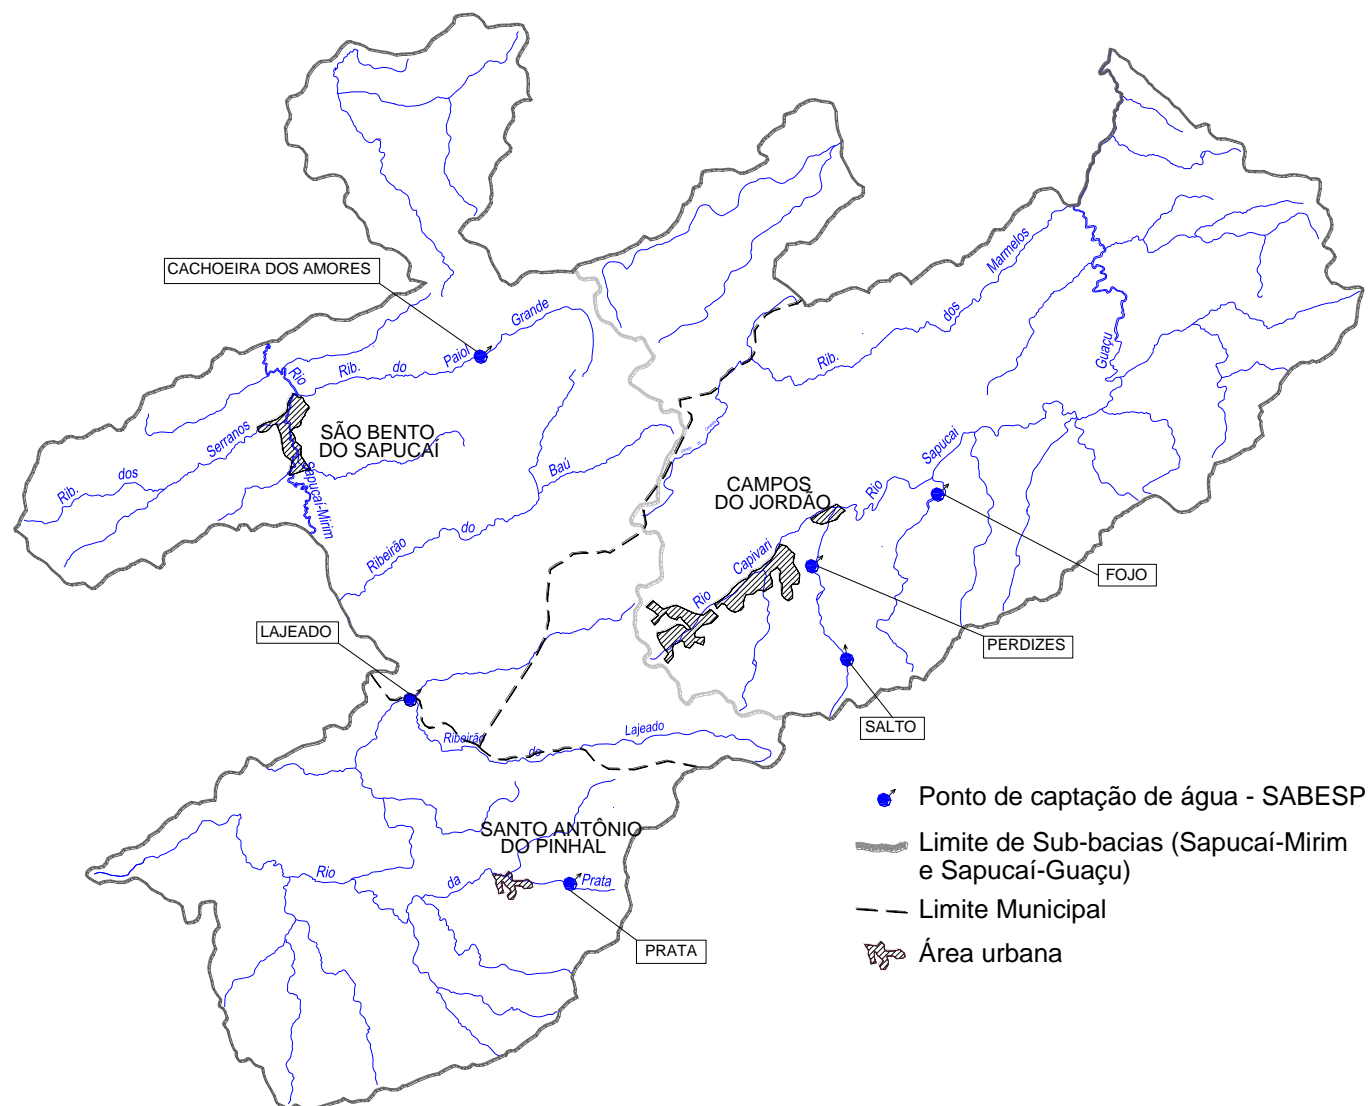 Marmelos
dos
Rib.
CACHOEIRA DOS AMORES
Grande
Paiol
do
Rib.
Rio
Guaçu
SÃO BENTO
DO SAPUCAÍ
Serranos
dos
Rib.
Sapucaí-Mirim
Baú
do
Ribeirão
Sapucaí
Rio
CAMPOS
DO JORDÃO
Capivari
Rio
FOJO
PERDIZES
SALTO
LAJEADO
Ribeirão
do
Lajeado
SANTO ANTÔNIO
DO PINHAL
Rio
da
Prata
PRATA
Ponto de captação de água - SABESP
Limite de Sub-bacias (Sapucaí-Mirim
e Sapucaí-Guaçu)
Limite Municipal
Área urbana